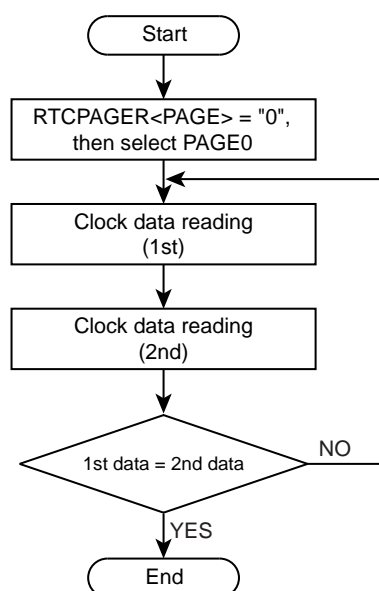 Start
RTCPAGER<PAGE> = "0",
then select PAGE0
Clock data reading
(1st)
Clock data reading
(2nd)
1st data = 2nd data
NO
YES
End